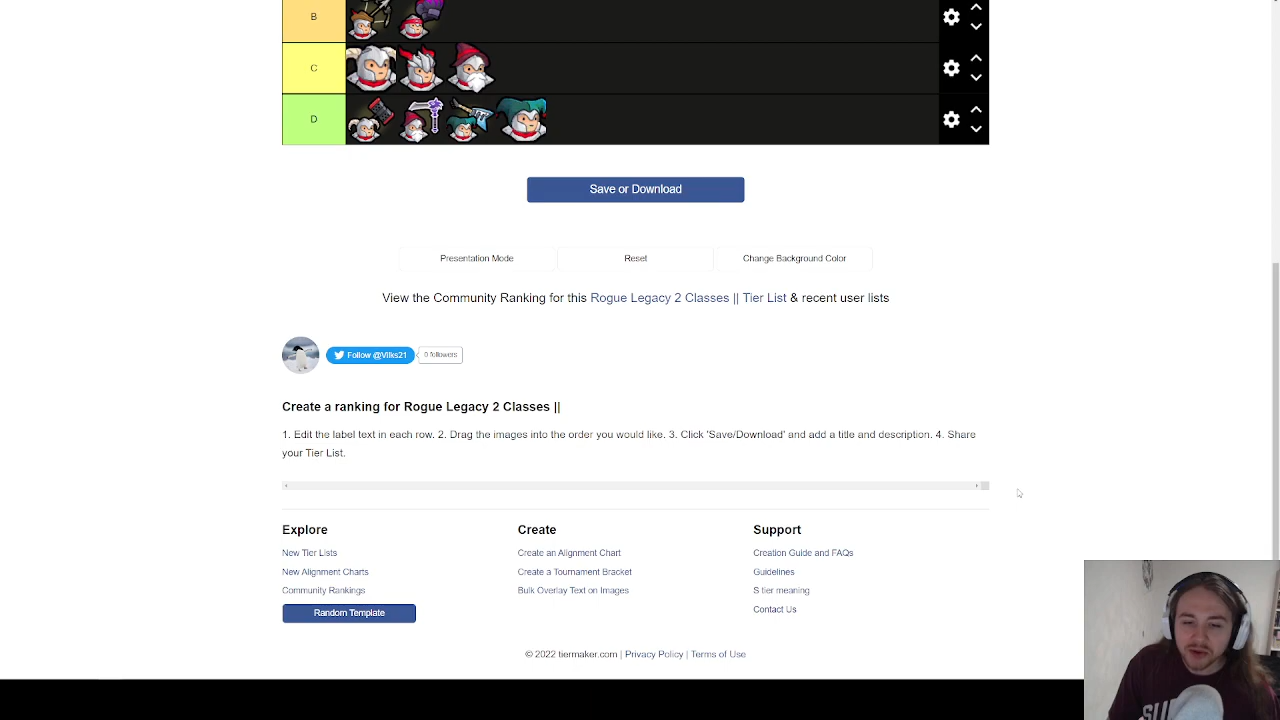 B
C
D
Save or Download
Presentation Mode
Reset
Change Background Color
View the Community Ranking for this Rogue Legacy 2 Classes || Tier List & recent user lists
Follow @Vilks21
0 followers
Create a ranking for Rogue Legacy 2 Classes ||
1. Edit the label text in each row. 2. Drag the images into the order you would like. 3. Click 'Save/Download' and add a title and description. 4. Share
your Tier List.
Explore
New Tier Lists
New Alignment Charts
Community Rankings
Random Template
Create
Create an Alignment Chart
Create a Tournament Bracket
Bulk Overlay Text on Images
Support
Creation Guide and FAQs
Guidelines
S tier meaning
Contact Us
© 2022 tiermaker.com | Privacy Policy | Terms of Use